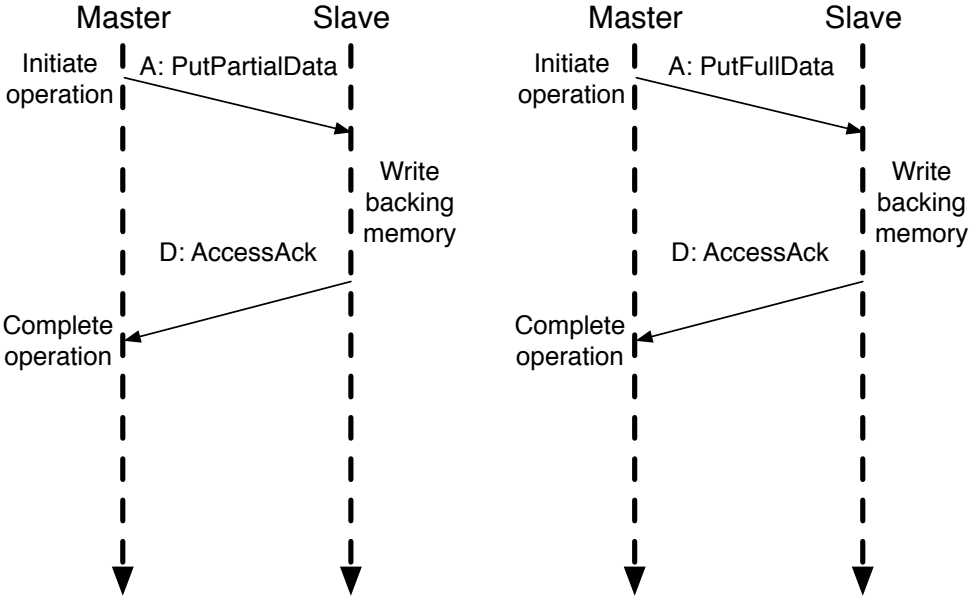 Master
Slave
Initiate
operation
A: PutPartialData
Write
backing
memory
D: AccessAck
Complete
operation
Master
Slave
Initiate
operation
A: PutFullData
Write
backing
memory
D: AccessAck
Complete
operation